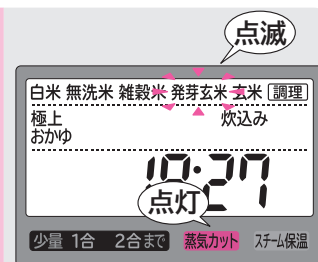 点滅
白米 無洗米 雑穀米 発芽玄米 玄米 調理
極上 炊込み
おかゆ
10:27
点灯
少量 1合 2合まで 蒸気カット スチーム保温